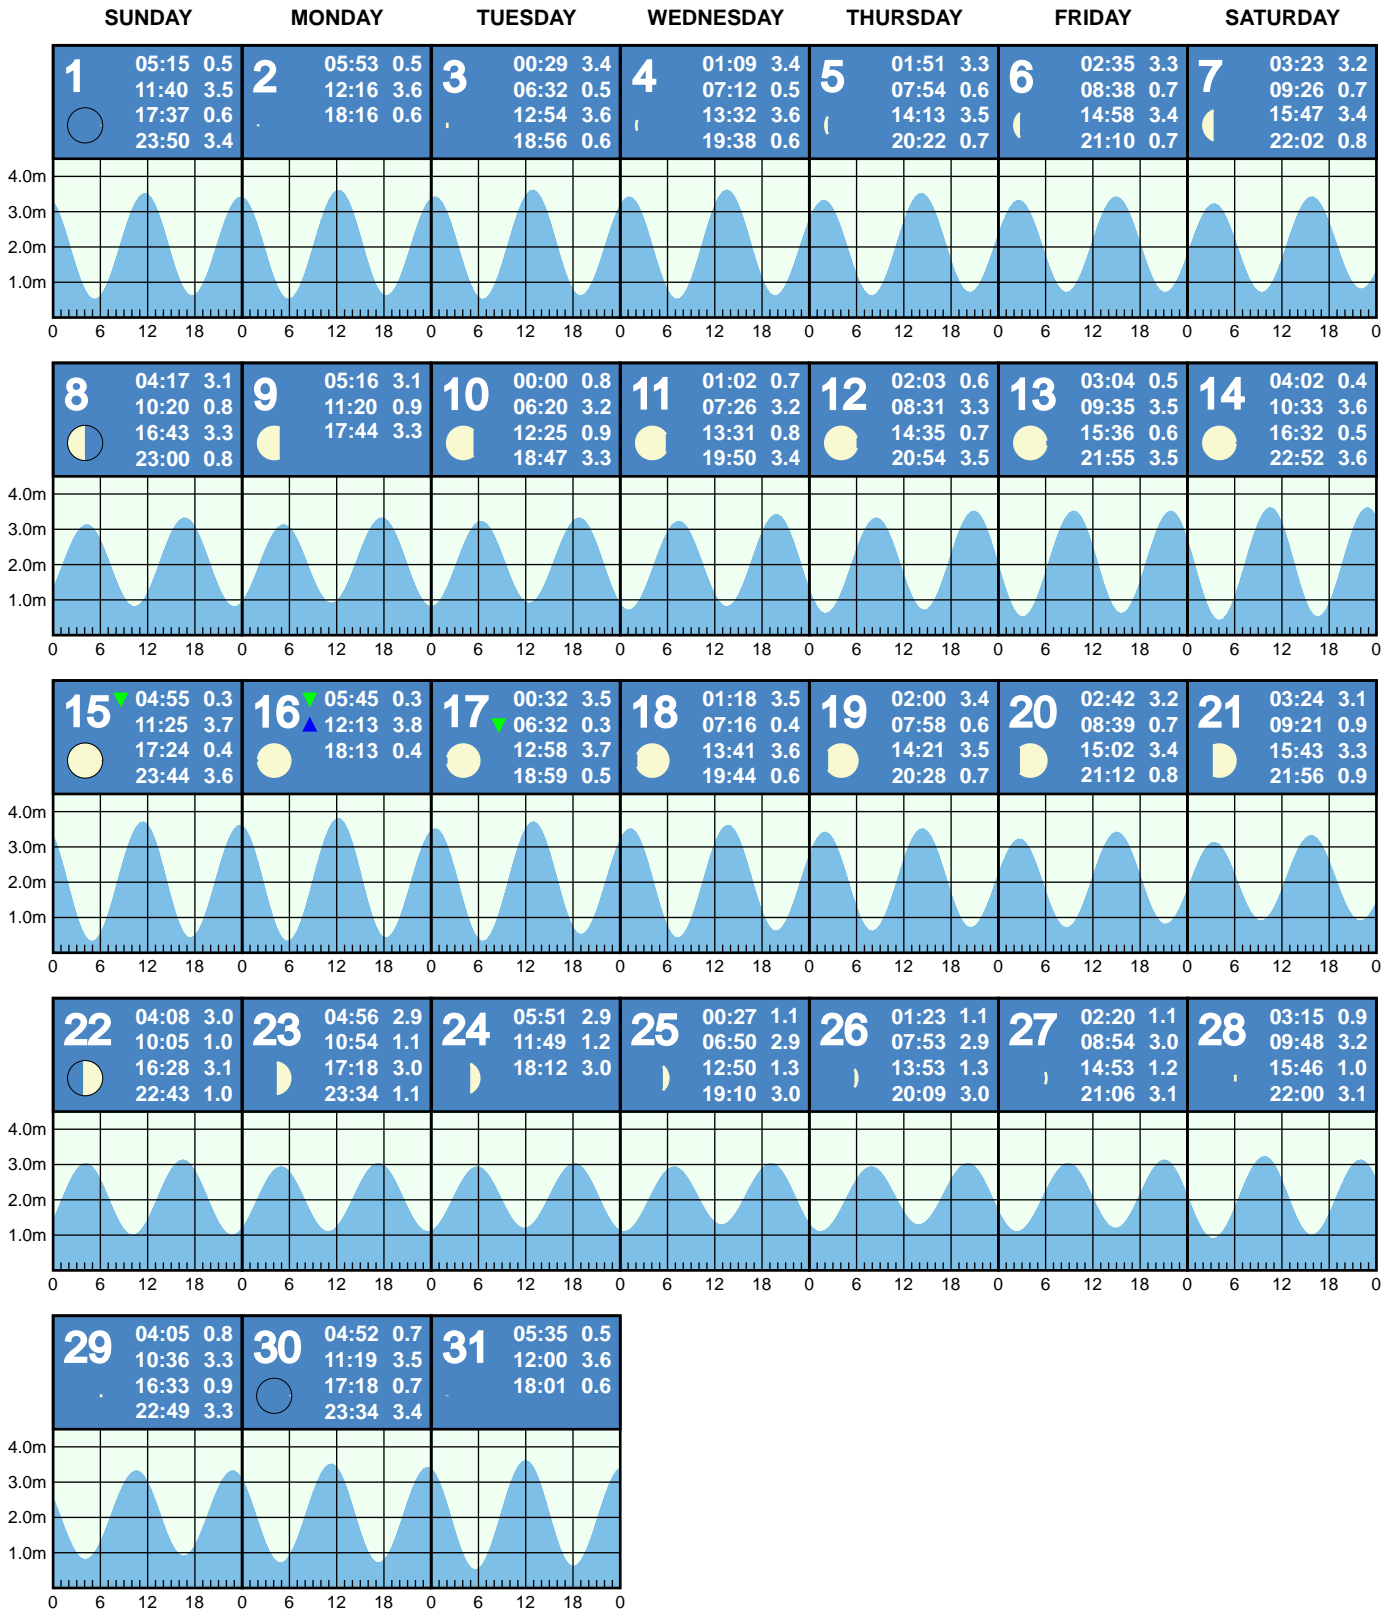 SUNDAY MONDAY TUESDAY WEDNESDAY THURSDAY FRIDAY SATURDAY
1 05:15 0.5 2 05:53 0.5 3 00:29 3.4 4 01:09 3.4 5 01:51 3.3 6 02:35 3.3 7 03:23 3.2
11:40 3.5 12:16 3.6 06:32 0.5 07:12 0.5 07:54 0.6 08:38 0.7 09:26 0.7
17:37 0.6 18:16 0.6 12:54 3.6 13:32 3.6 14:13 3.5 14:58 3.4 15:47 3.4
23:50 3.4 18:56 0.6 19:38 0.6 20:22 0.7 21:10 0.7 22:02 0.8
4.0m
3.0m
2.0m
1.0m
0 6 12 18 0 6 12 18 0 6 12 18 0 6 12 18 0 6 12 18 0 6 12 18 0 6 12 18 0
8 04:17 3.1 9 05:16 3.1 10 00:00 0.8 11 01:02 0.7 12 02:03 0.6 13 03:04 0.5 14 04:02 0.4
10:20 0.8 11:20 0.9 06:20 3.2 07:26 3.2 08:31 3.3 09:35 3.5 10:33 3.6
16:43 3.3 17:44 3.3 12:25 0.9 13:31 0.8 14:35 0.7 15:36 0.6 16:32 0.5
23:00 0.8 18:47 3.3 19:50 3.4 20:54 3.5 21:55 3.5 22:52 3.6
4.0m
3.0m
2.0m
1.0m
0 6 12 18 0 6 12 18 0 6 12 18 0 6 12 18 0 6 12 18 0 6 12 18 0 6 12 18 0
15 04:55 0.3 16 05:45 0.3 17 00:32 3.5 18 01:18 3.5 19 02:00 3.4 20 02:42 3.2 21 03:24 3.1
11:25 3.7 12:13 3.8 06:32 0.3 07:16 0.4 07:58 0.6 08:39 0.7 09:21 0.9
17:24 0.4 18:13 0.4 12:58 3.7 13:41 3.6 14:21 3.5 15:02 3.4 15:43 3.3
23:44 3.6 18:59 0.5 19:44 0.6 20:28 0.7 21:12 0.8 21:56 0.9
4.0m
3.0m
2.0m
1.0m
0 6 12 18 0 6 12 18 0 6 12 18 0 6 12 18 0 6 12 18 0 6 12 18 0 6 12 18 0
22 04:08 3.0 23 04:56 2.9 24 05:51 2.9 25 00:27 1.1 26 01:23 1.1 27 02:20 1.1 28 03:15 0.9
10:05 1.0 10:54 1.1 11:49 1.2 06:50 2.9 07:53 2.9 08:54 3.0 09:48 3.2
16:28 3.1 17:18 3.0 18:12 3.0 12:50 1.3 13:53 1.3 14:53 1.2 15:46 1.0
22:43 1.0 23:34 1.1 19:10 3.0 20:09 3.0 21:06 3.1 22:00 3.1
4.0m
3.0m
2.0m
1.0m
0 6 12 18 0 6 12 18 0 6 12 18 0 6 12 18 0 6 12 18 0 6 12 18 0 6 12 18 0
29 04:05 0.8 30 04:52 0.7 31 05:35 0.5
10:36 3.3 11:19 3.5 12:00 3.6
16:33 0.9 17:18 0.7 18:01 0.6
22:49 3.3 23:34 3.4
4.0m
3.0m
2.0m
1.0m
0 6 12 18 0 6 12 18 0 6 12 18 0